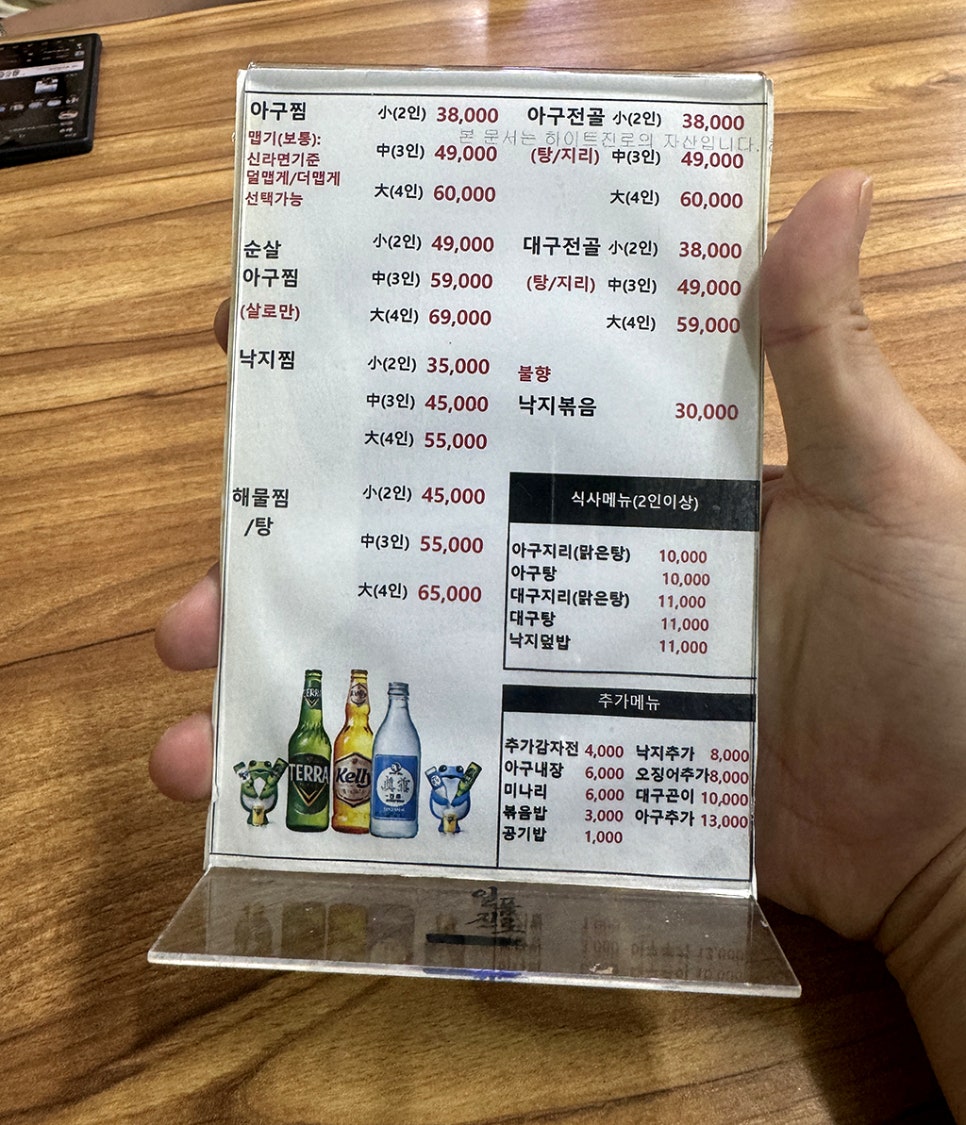 아구찜 小(2인) 38,000
맵기(보통):
신라면기준 中(3인) 49,000
덜맵게/더맵게
선택가능 大(4인) 60,000
순살 小(2인) 49,000
아구찜 中(3인) 59,000
(살로만) 大(4인) 69,000
낙지찜 小(2인) 35,000
中(3인) 45,000
大(4인) 55,000
해물찜 小(2인) 45,000
/탕
中(3인) 55,000
大(4인) 65,000
아구전골 小(2인) 38,000
본 문서는 하이트진로의 자산입니다.
(탕/지리) 中(3인) 49,000
大(4인) 60,000
대구전골 小(2인) 38,000
(탕/지리) 中(3인) 49,000
大(4인) 59,000
불향
낙지볶음 30,000
식사메뉴(2인이상)
아구지리(맑은탕) 10,000
아구탕 10,000
대구지리(맑은탕) 11,000
대구탕 11,000
낙지덮밥 11,000
추가메뉴
추가감자전 4,000 낙지추가 8,000
아구내장 6,000 오징어추가8,000
미나리 6,000 대구곤이 10,000
볶음밥 3,000 아구추가 13,000
공기밥 1,000
TERRA
TERRA
Kelly
眞露
일품
진로